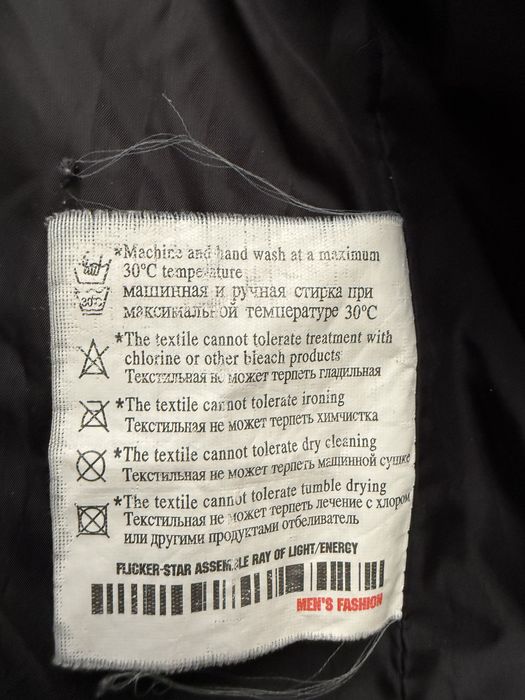 *Machine and hand wash at a maximum
30°C temperature
машинная и ручная стирка при
максимальной температуре 30°C
30°
*The textile cannot tolerate treatment with
chlorine or other bleach products
Текстильная не может терпеть гладильная
*The textile cannot tolerate ironing
Текстильная не может терпеть химчистка
*The textile cannot tolerate dry cleaning
Текстильная не может терпеть машинной сушке
*The textile cannot tolerate tumble drying
Текстильная не может терпеть лечение с хлором
или другими продуктами отбеливатель
FLICKER-STAR ASSEMBLE RAY OF LIGHT/ENERGY
MEN'S FASHION